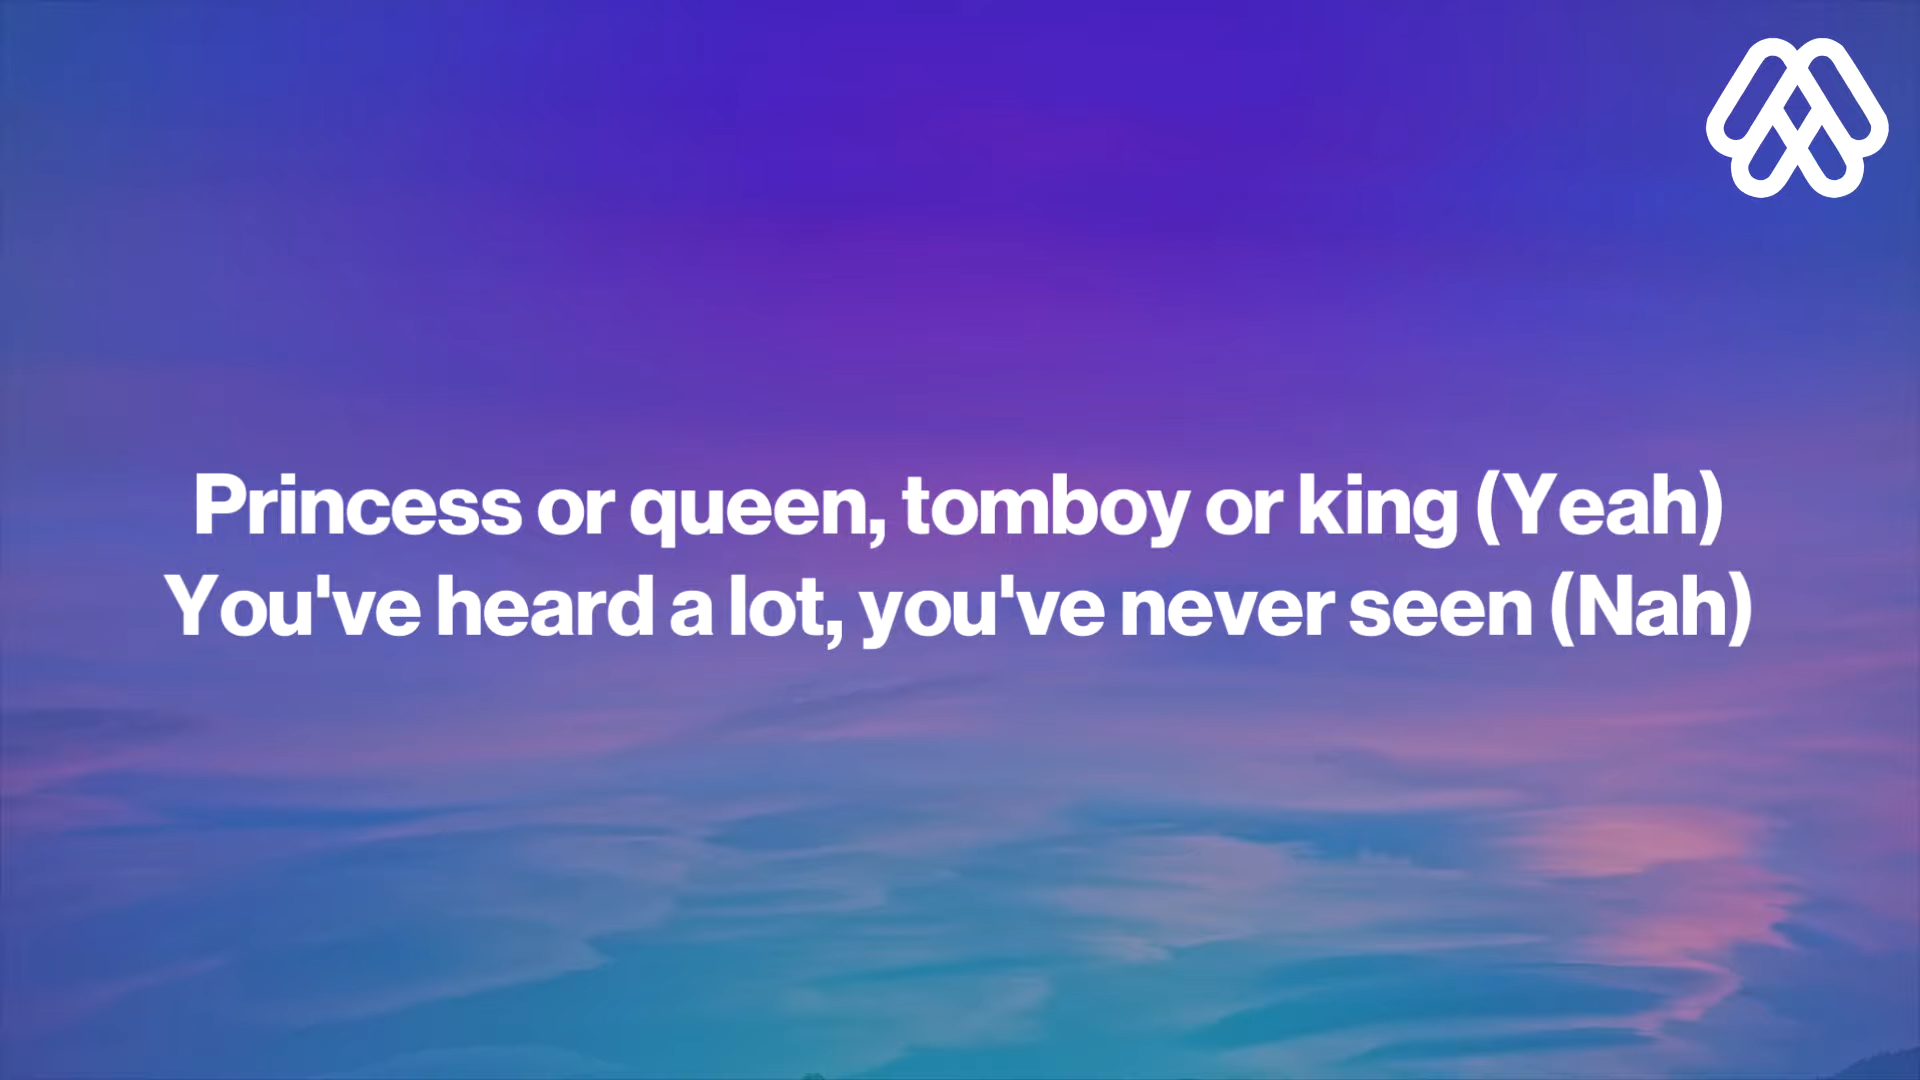 Princess or queen, tomboy or king (Yeah)
You've heard a lot, you've never seen (Nah)